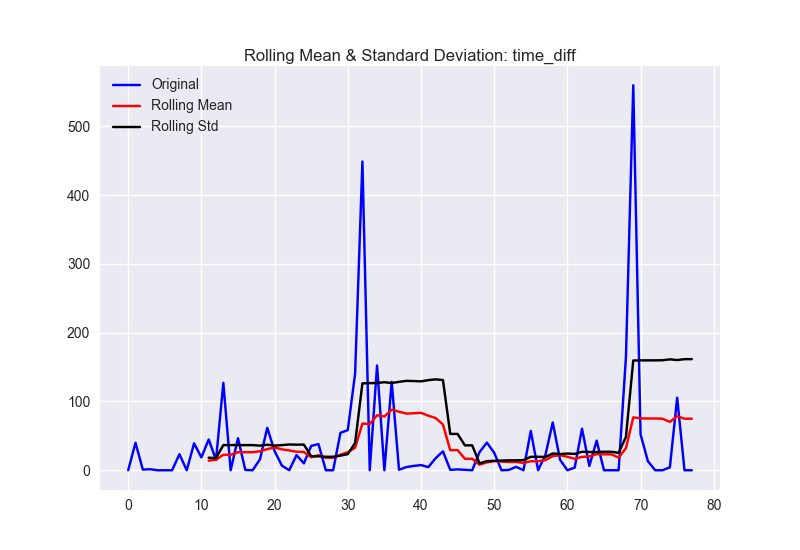 Rolling Mean & Standard Deviation: time_diff
Original
Rolling Mean
Rolling Std
500
400
300
200
100
0
0 10 20 30 40 50 60 70 80